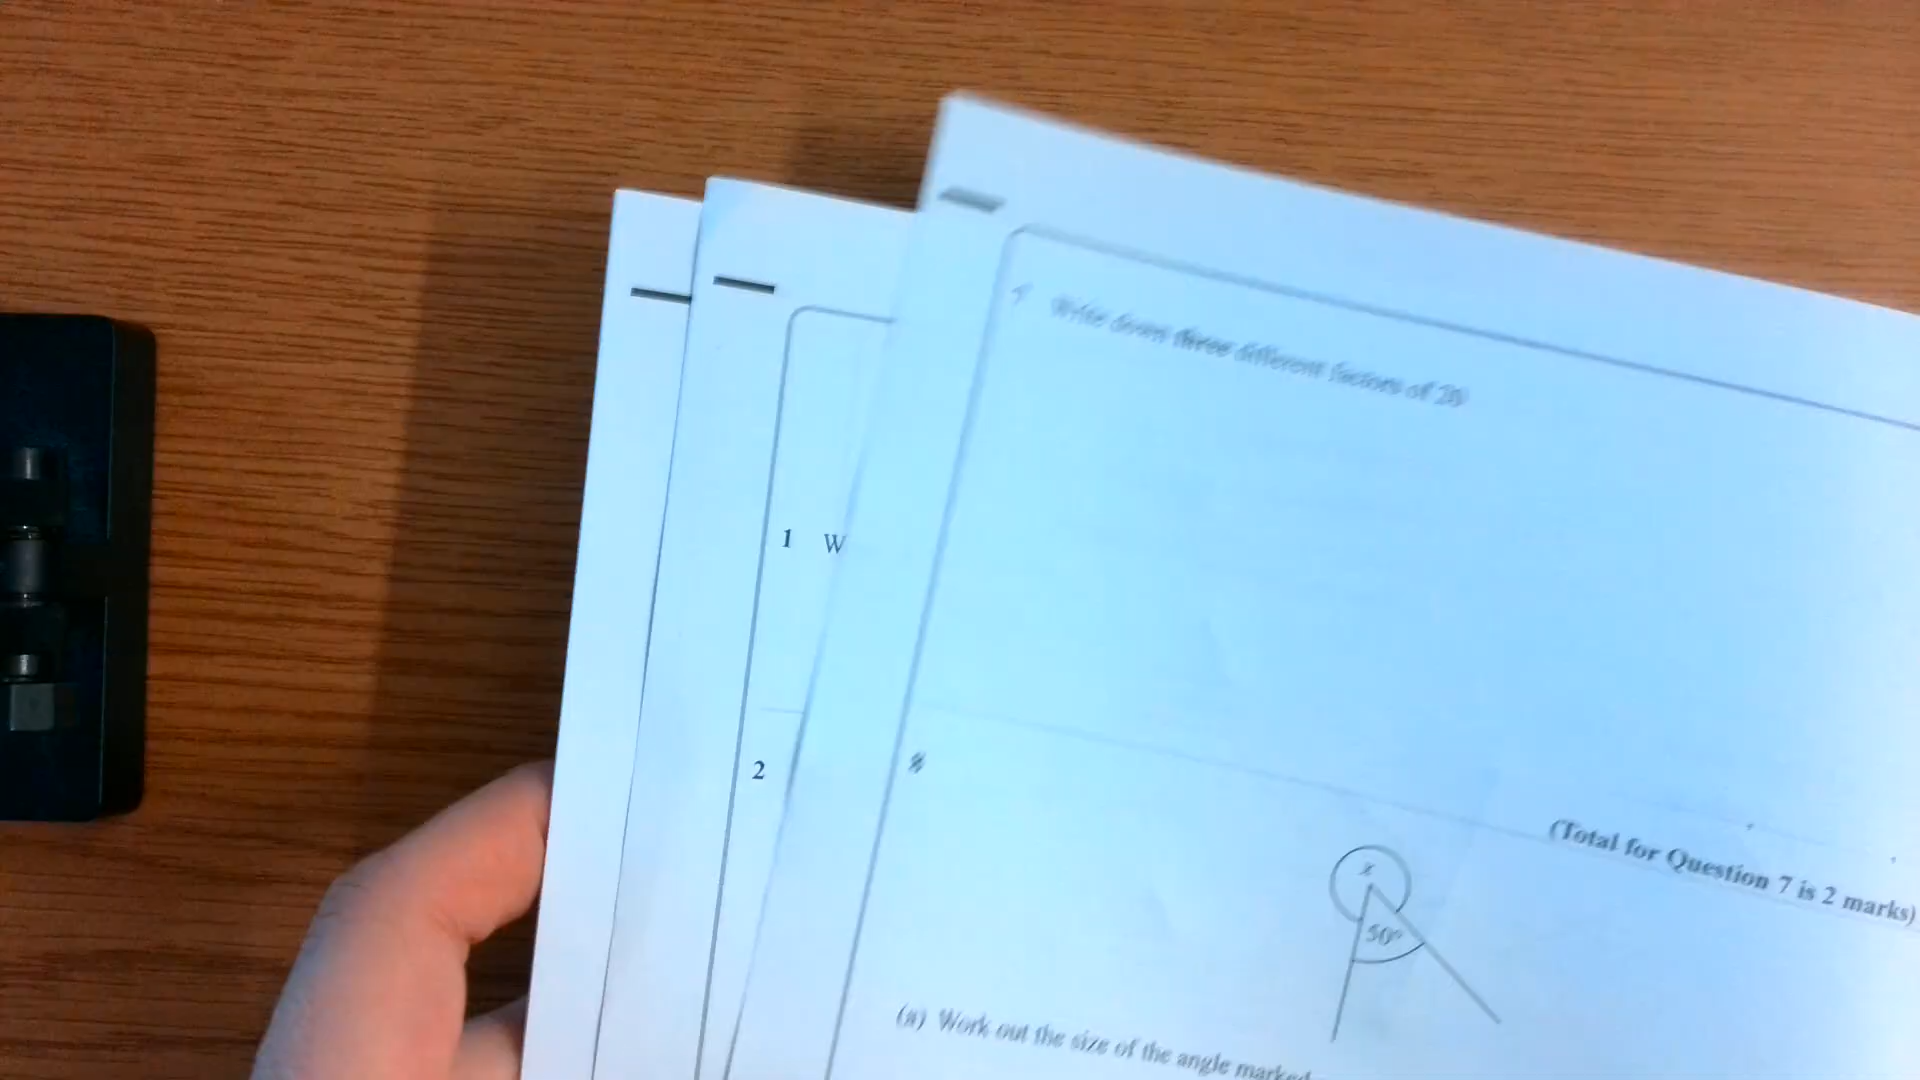 1 W
2
7 Write down three different factors of 20
(Total for Question 7 is 2 marks)
8
x
50°
(a) Work out the size of the angle marked